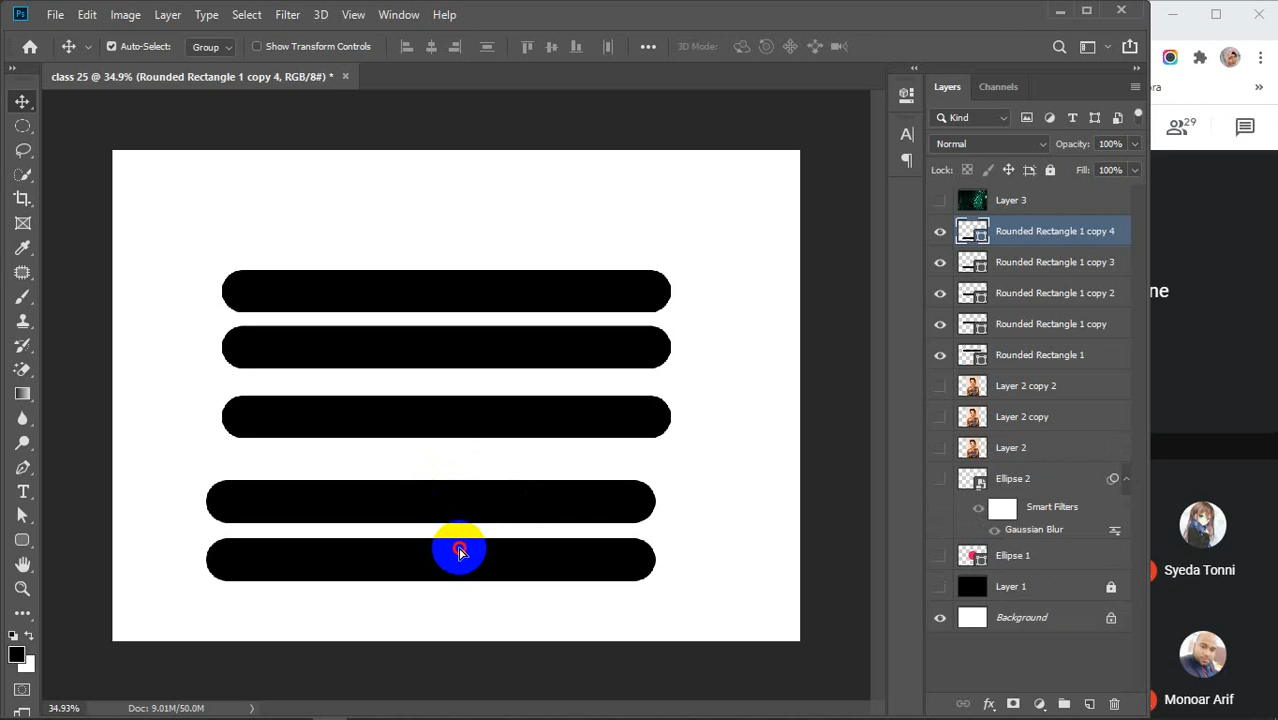 Ps File Edit Image Layer Type Select Filter 3D View Window Help
Auto-Select: Group Show Transform Controls 3D Mode:
class 25 @ 34.9% (Rounded Rectangle 1 copy 4, RGB/8#) * ×
Layers Channels
Kind
Normal Opacity: 100%
Lock: Fill: 100%
Layer 3
Rounded Rectangle 1 copy 4
Rounded Rectangle 1 copy 3
Rounded Rectangle 1 copy 2
Rounded Rectangle 1 copy
Rounded Rectangle 1
Layer 2 copy 2
Layer 2 copy
Layer 2
Ellipse 2
Smart Filters
Gaussian Blur
Ellipse 1
Layer 1
Background
34.93% Doc: 9.01M/50.0M
ora
29
ne
Syeda Tonni
Monoar Arif